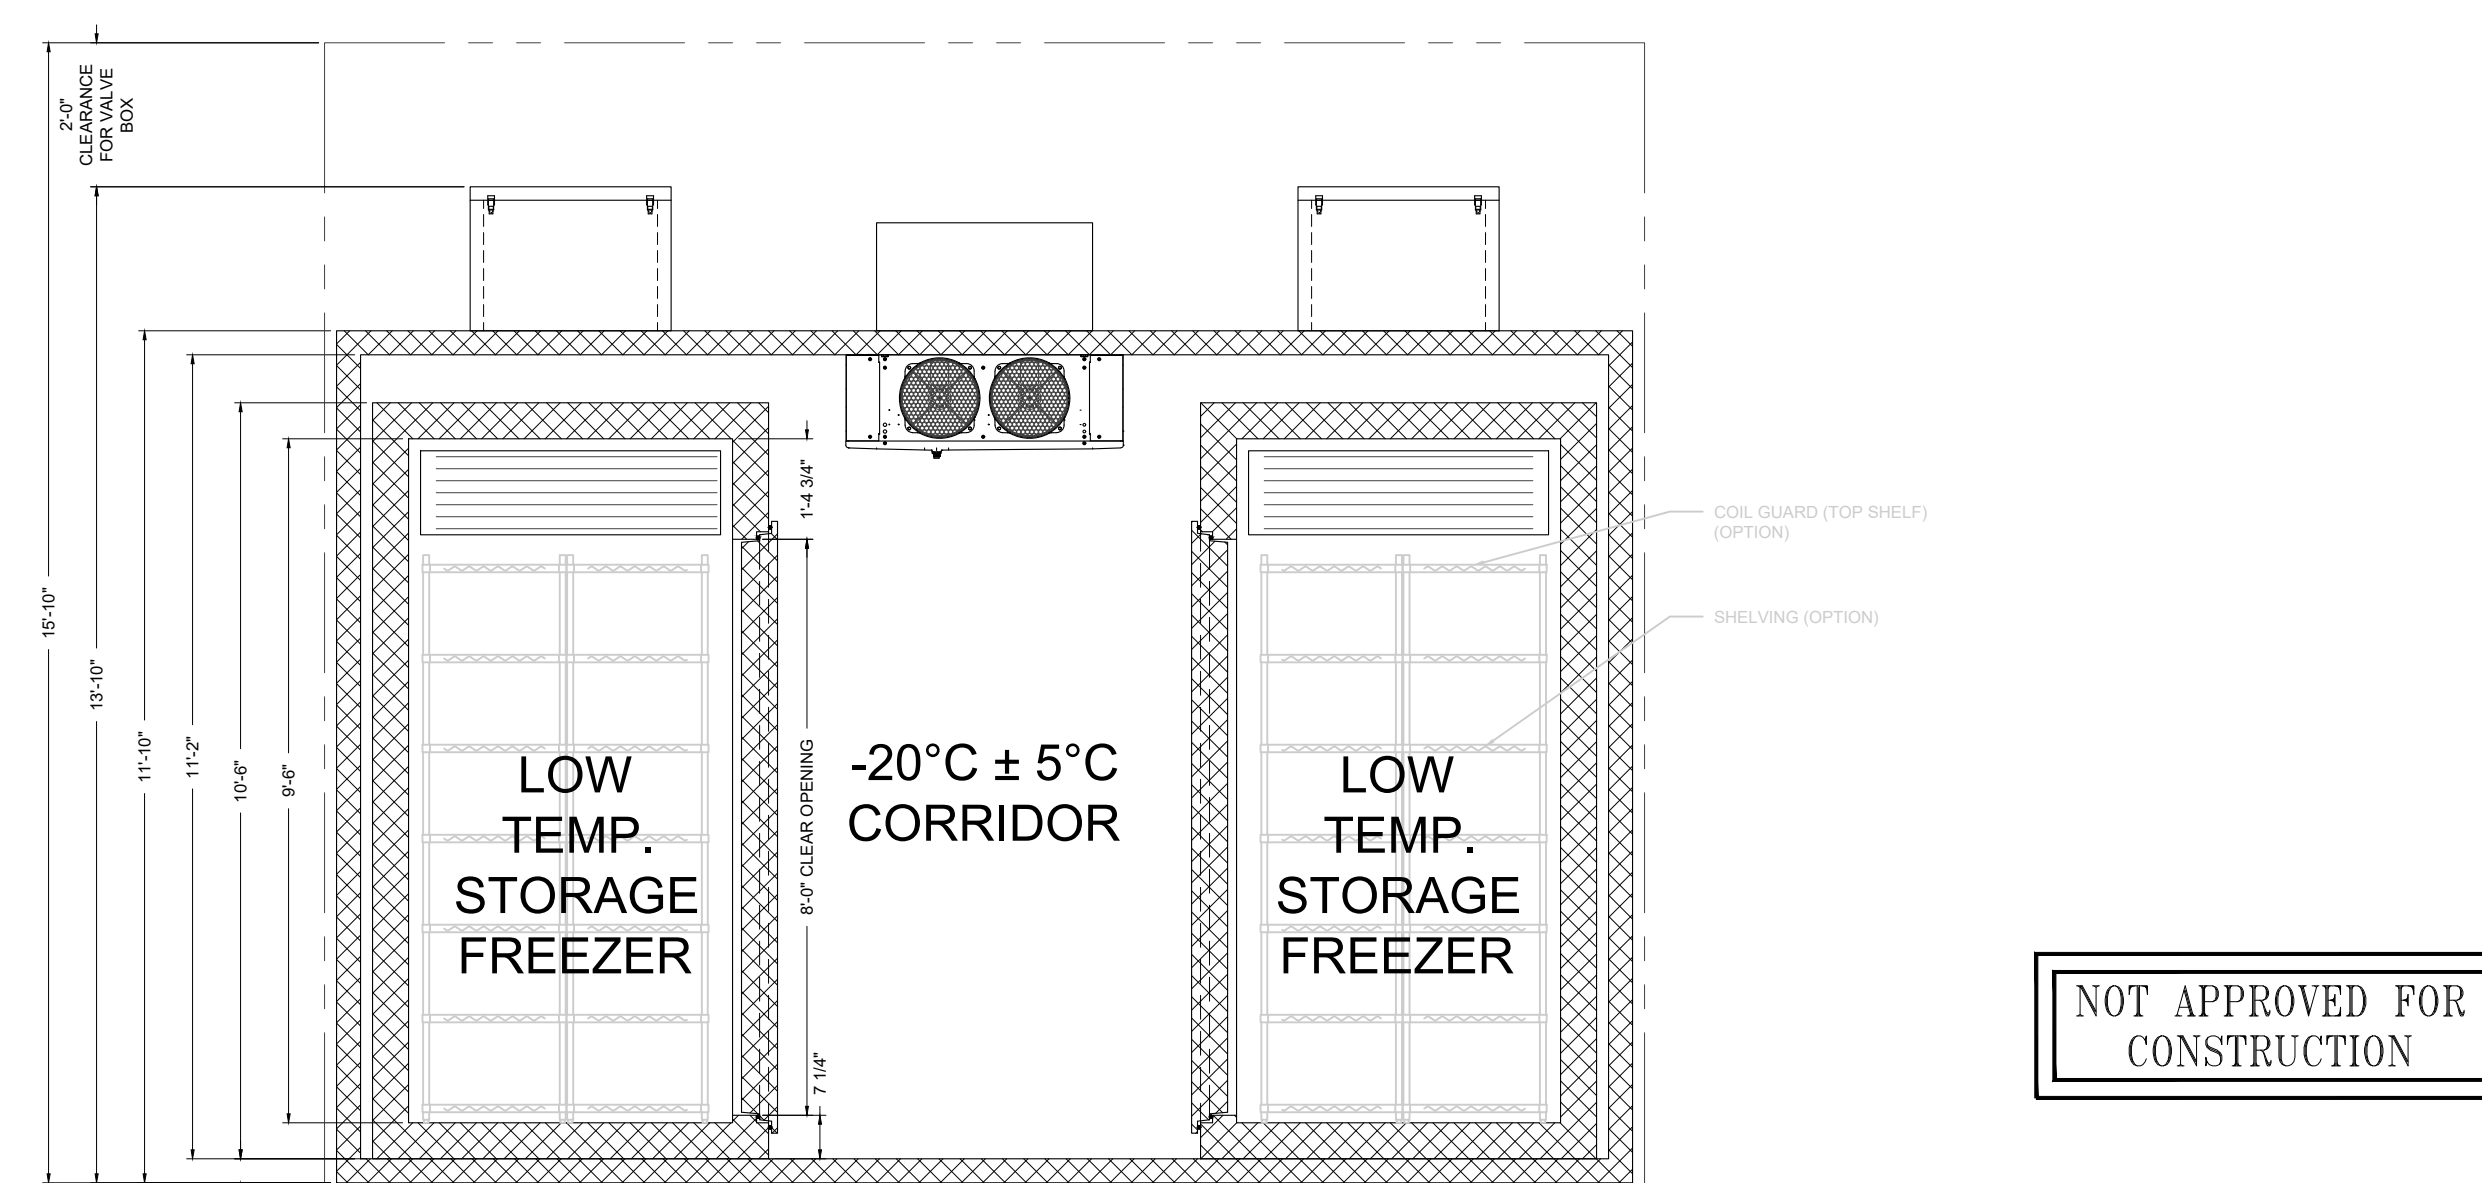 2'-0"
CLEARANCE
FOR VALVE
BOX
15'-10"
13'-10"
11'-10"
11'-2"
10'-6"
9'-6"
1'-4 3/4"
8'-0" CLEAR OPENING
7 1/4"
LOW
TEMP.
STORAGE
FREEZER
-20°C ± 5°C
CORRIDOR
LOW
TEMP.
STORAGE
FREEZER
COIL GUARD (TOP SHELF)
(OPTION)
SHELVING (OPTION)
NOT APPROVED FOR
CONSTRUCTION